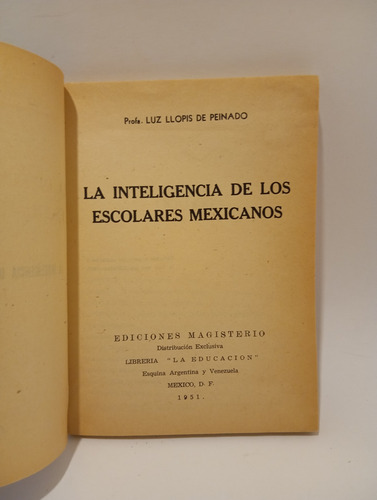 Profa. LUZ LLOPIS DE PEINADO
LA INTELIGENCIA DE LOS
ESCOLARES MEXICANOS
EDICIONES MAGISTERIO
Distribución Exclusiva
LIBRERIA "LA EDUCACION"
Esquina Argentina y Venezuela
MEXICO, D. F.
1951.